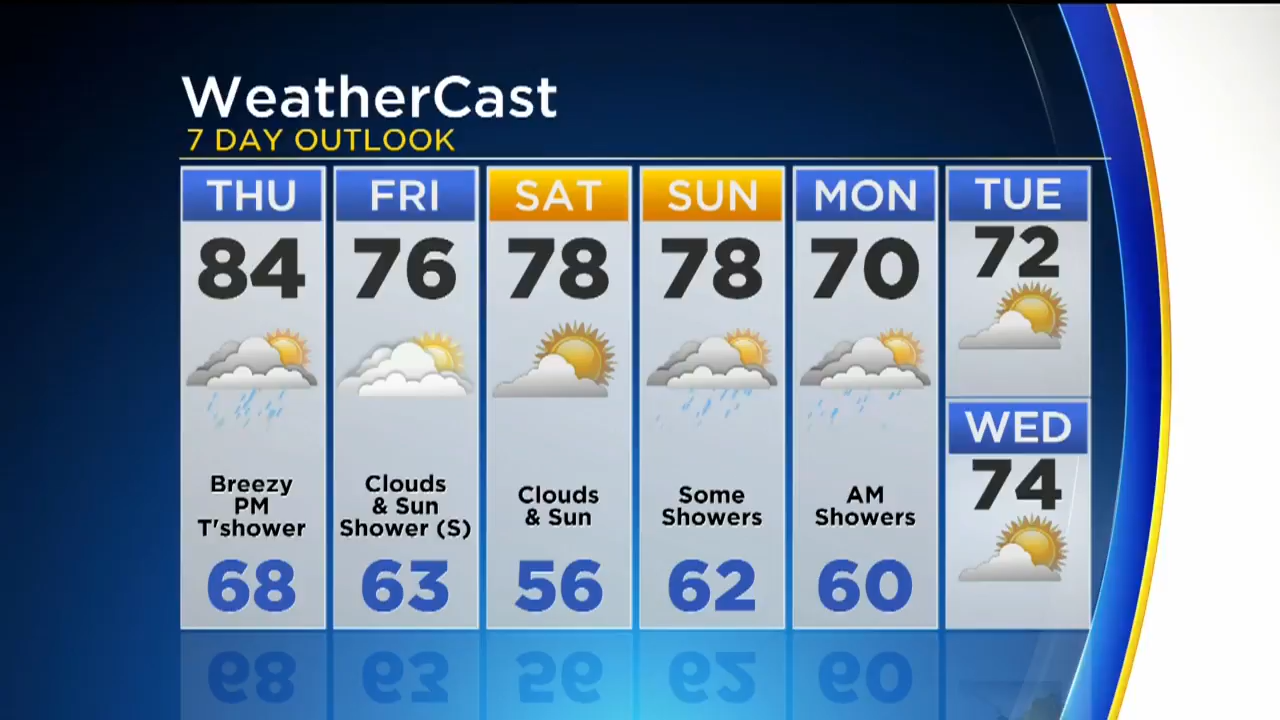 WeatherCast
7 DAY OUTLOOK
THU
84
Breezy
PM
T'shower
68
FRI
76
Clouds
& Sun
Shower (S)
63
SAT
78
Clouds
& Sun
56
SUN
78
Some
Showers
62
MON
70
AM
Showers
60
TUE
72
WED
74